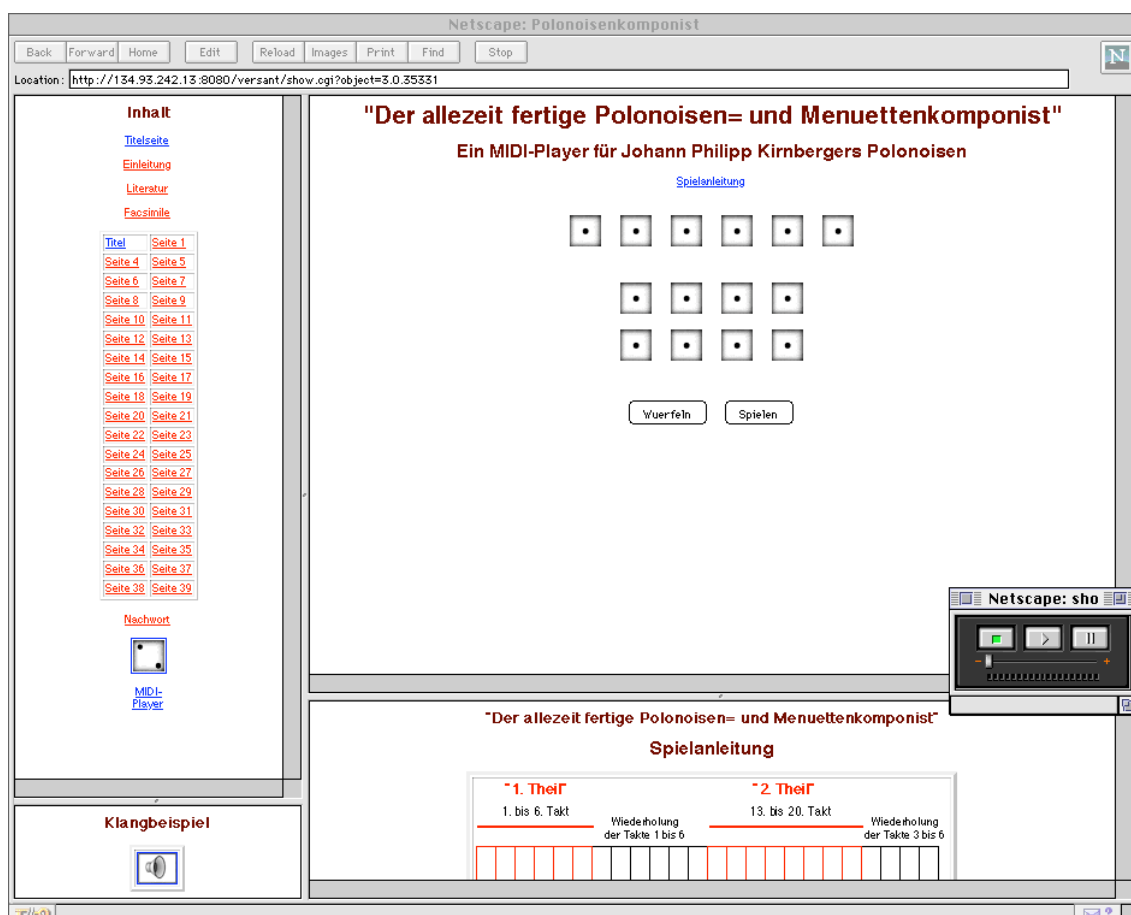 Netscape: Polonoisenkomponist
Back Forward Home Edit Reload Images Print Find Stop
N
Location: http://134.93.242.13:8080/versant/show.cgi?object=3.0.35331
Inhalt
Titelseite
Einleitung
Literatur
Facsimile
Titel Seite 1
Seite 4 Seite 5
Seite 6 Seite 7
Seite 8 Seite 9
Seite 10 Seite 11
Seite 12 Seite 13
Seite 14 Seite 15
Seite 16 Seite 17
Seite 18 Seite 19
Seite 20 Seite 21
Seite 22 Seite 23
Seite 24 Seite 25
Seite 26 Seite 27
Seite 28 Seite 29
Seite 30 Seite 31
Seite 32 Seite 33
Seite 34 Seite 35
Seite 36 Seite 37
Seite 38 Seite 39
Nachwort
MIDI-
Player
Klangbeispiel
"Der allezeit fertige Polonoisen= und Menuettenkomponist"
Ein MIDI-Player für Johann Philipp Kirnbergers Polonoisen
Spielanleitung
Wuerfeln Spielen
Netscape: sho
- +
"Der allezeit fertige Polonoisen= und Menuettenkomponist"
Spielanleitung
"1. Theil" "2. Theil"
1. bis 6. Takt 13. bis 20. Takt
Wiederholung Wiederholung
der Takte 1 bis 6 der Takte 3 bis 6
?